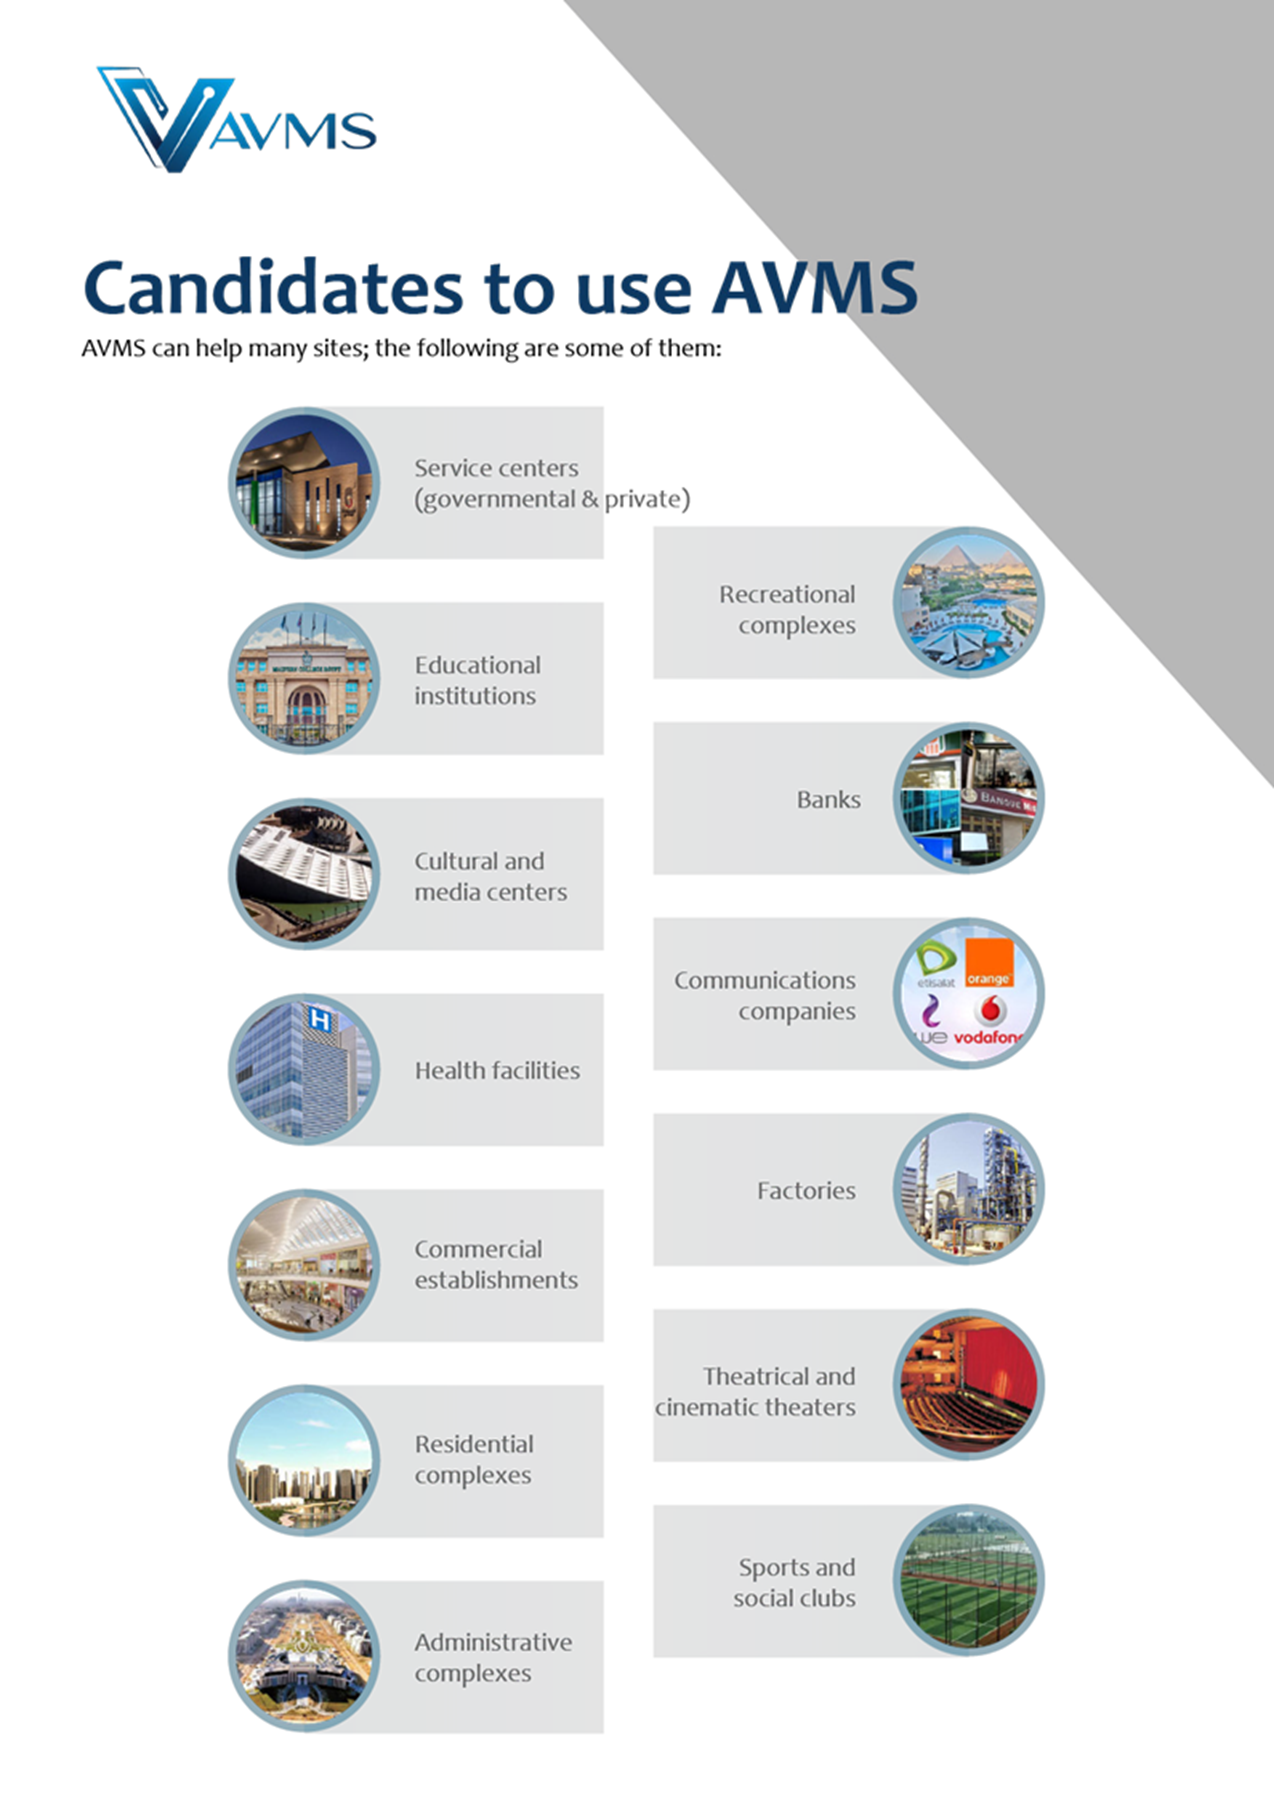 AVMS
Candidates to use AVMS
AVMS can help many sites; the following are some of them:
Service centers
(governmental & private)
Educational
institutions
Cultural and
media centers
H
Health facilities
Commercial
establishments
Residential
complexes
Administrative
complexes
Recreational
complexes
Banks
BANQUE
Communications
companies
etisalat
orange
we
vodafon
Factories
Theatrical and
cinematic theaters
Sports and
social clubs